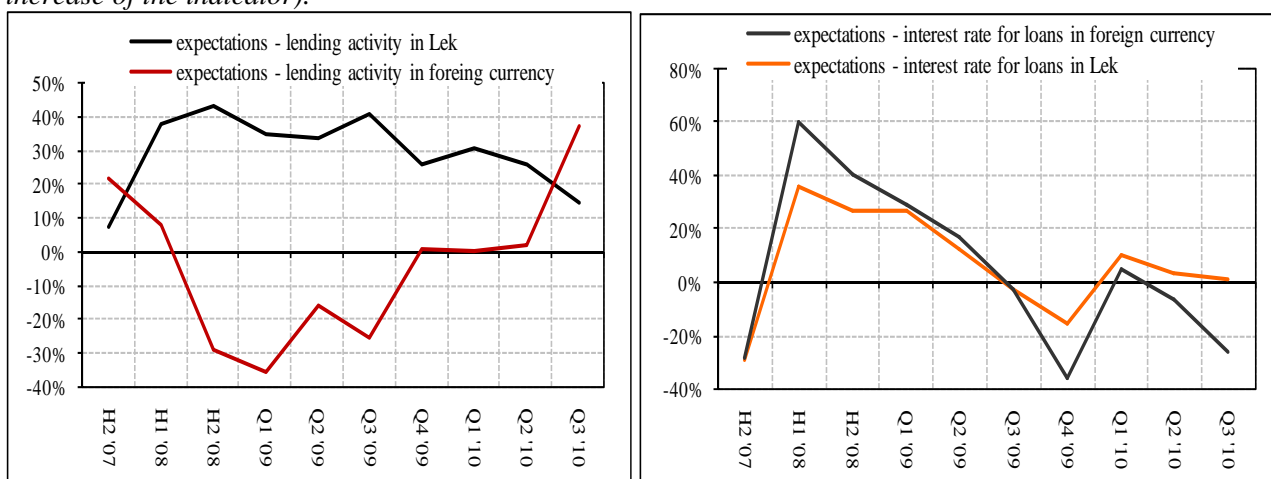 increase of the indicator).
expectations - lending activity in Lek
expectations - lending activity in foreing currency
50%
40%
30%
20%
10%
0%
-10%
-20%
-30%
-40%
H2 '07
H1 '08
H2 '08
Q1 '09
Q2 '09
Q3 '09
Q4 '09
Q1 '10
Q2 '10
Q3 '10
expectations - interest rate for loans in foreign currency
expectations - interest rate for loans in Lek
80%
60%
40%
20%
0%
-20%
-40%
H2 '07
H1 '08
H2 '08
Q1 '09
Q2 '09
Q3 '09
Q4 '09
Q1 '10
Q2 '10
Q3 '10